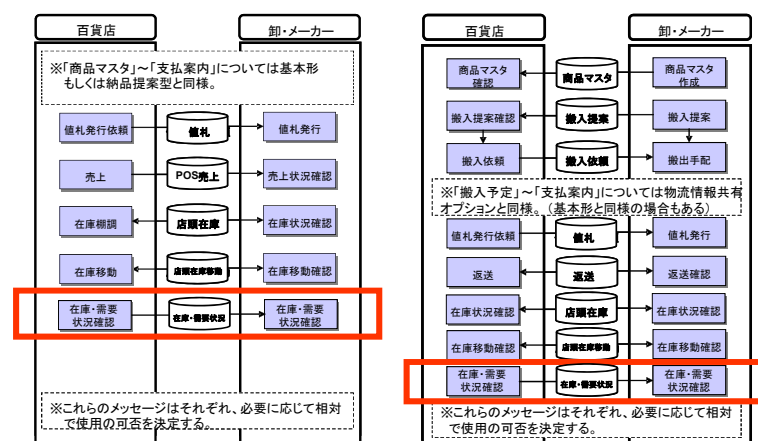 百貨店
卸・メーカー
※「商品マスタ」～「支払案内」については基本形
もしくは納品提案型と同様。
値札発行依頼
値札
値札発行
売上
POS売上
売上状況確認
在庫棚調
店頭在庫
在庫状況確認
在庫移動
店頭在庫移動
在庫移動確認
在庫・需要
状況確認
在庫・需要状況
在庫・需要
状況確認
※これらのメッセージはそれぞれ、必要に応じて相対
で使用の可否を決定する。
百貨店
卸・メーカー
商品マスタ
確認
商品マスタ
商品マスタ
作成
搬入提案確認
搬入提案
搬入提案
搬入依頼
搬入依頼
搬出手配
※「搬入予定」～「支払案内」については物流情報共有
オプションと同様。（基本形と同様の場合もある）
値札発行依頼
値札
値札発行
返送
返送
返送確認
在庫状況確認
店頭在庫
在庫状況確認
在庫移動確認
店頭在庫移動
在庫移動確認
在庫・需要
状況確認
在庫・需要状況
在庫・需要
状況確認
※これらのメッセージはそれぞれ、必要に応じて相対
で使用の可否を決定する。